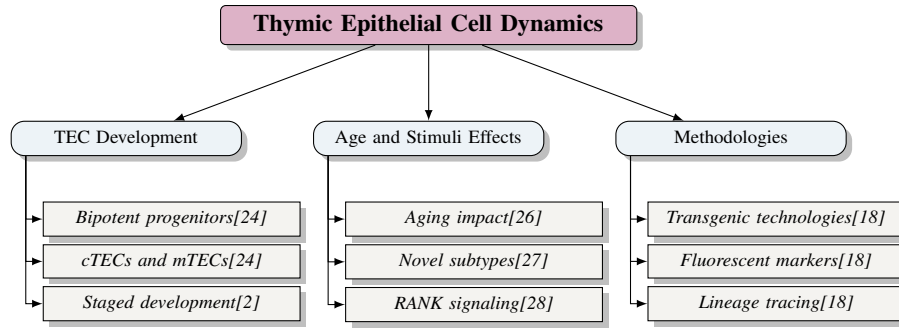 Thymic Epithelial Cell Dynamics
TEC Development
Age and Stimuli Effects
Methodologies
Bipotent progenitors[24]
Aging impact[26]
Transgenic technologies[18]
cTECs and mTECs[24]
Novel subtypes[27]
Fluorescent markers[18]
Staged development[2]
RANK signaling[28]
Lineage tracing[18]